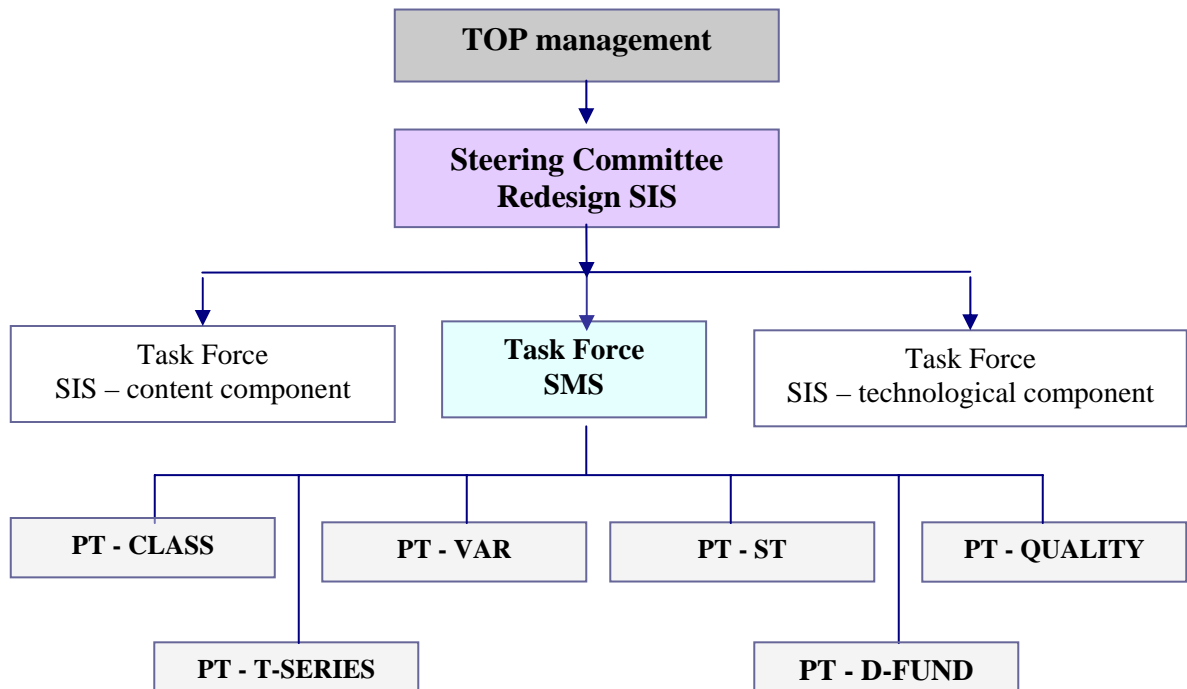 TOP management
Steering Committee
Redesign SIS
Task Force
SIS – content component
Task Force
SMS
Task Force
SIS – technological component
PT - CLASS
PT - VAR
PT - ST
PT - QUALITY
PT - T-SERIES
PT - D-FUND